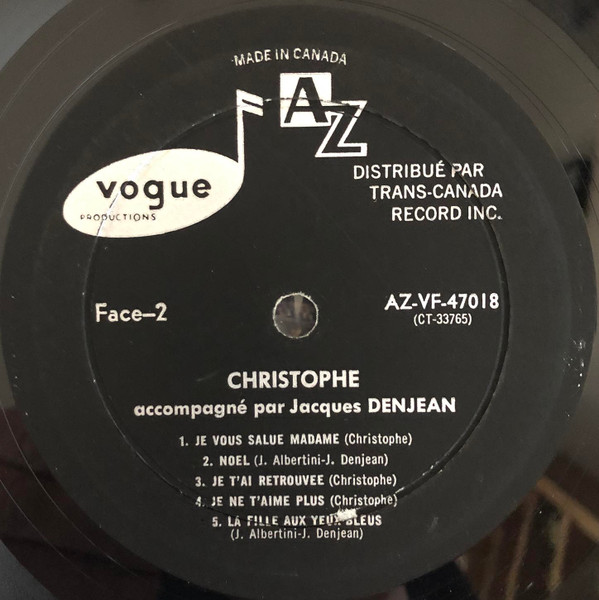 MADE IN CANADA
AZ
vogue
PRODUCTIONS
DISTRIBUÉ PAR
TRANS-CANADA
RECORD INC.
Face–2
AZ-VF-47018
(CT-33765)
CHRISTOPHE
accompagné par Jacques DENJEAN
1. JE VOUS SALUE MADAME (Christophe)
2. NOEL (J. Albertini-J. Denjean)
3. JE T'AI RETROUVEE (Christophe)
4. JE NE T'AIME PLUS (Christophe)
5. LA FILLE AUX YEUX BLEUS
(J. Albertini-J. Denjean)